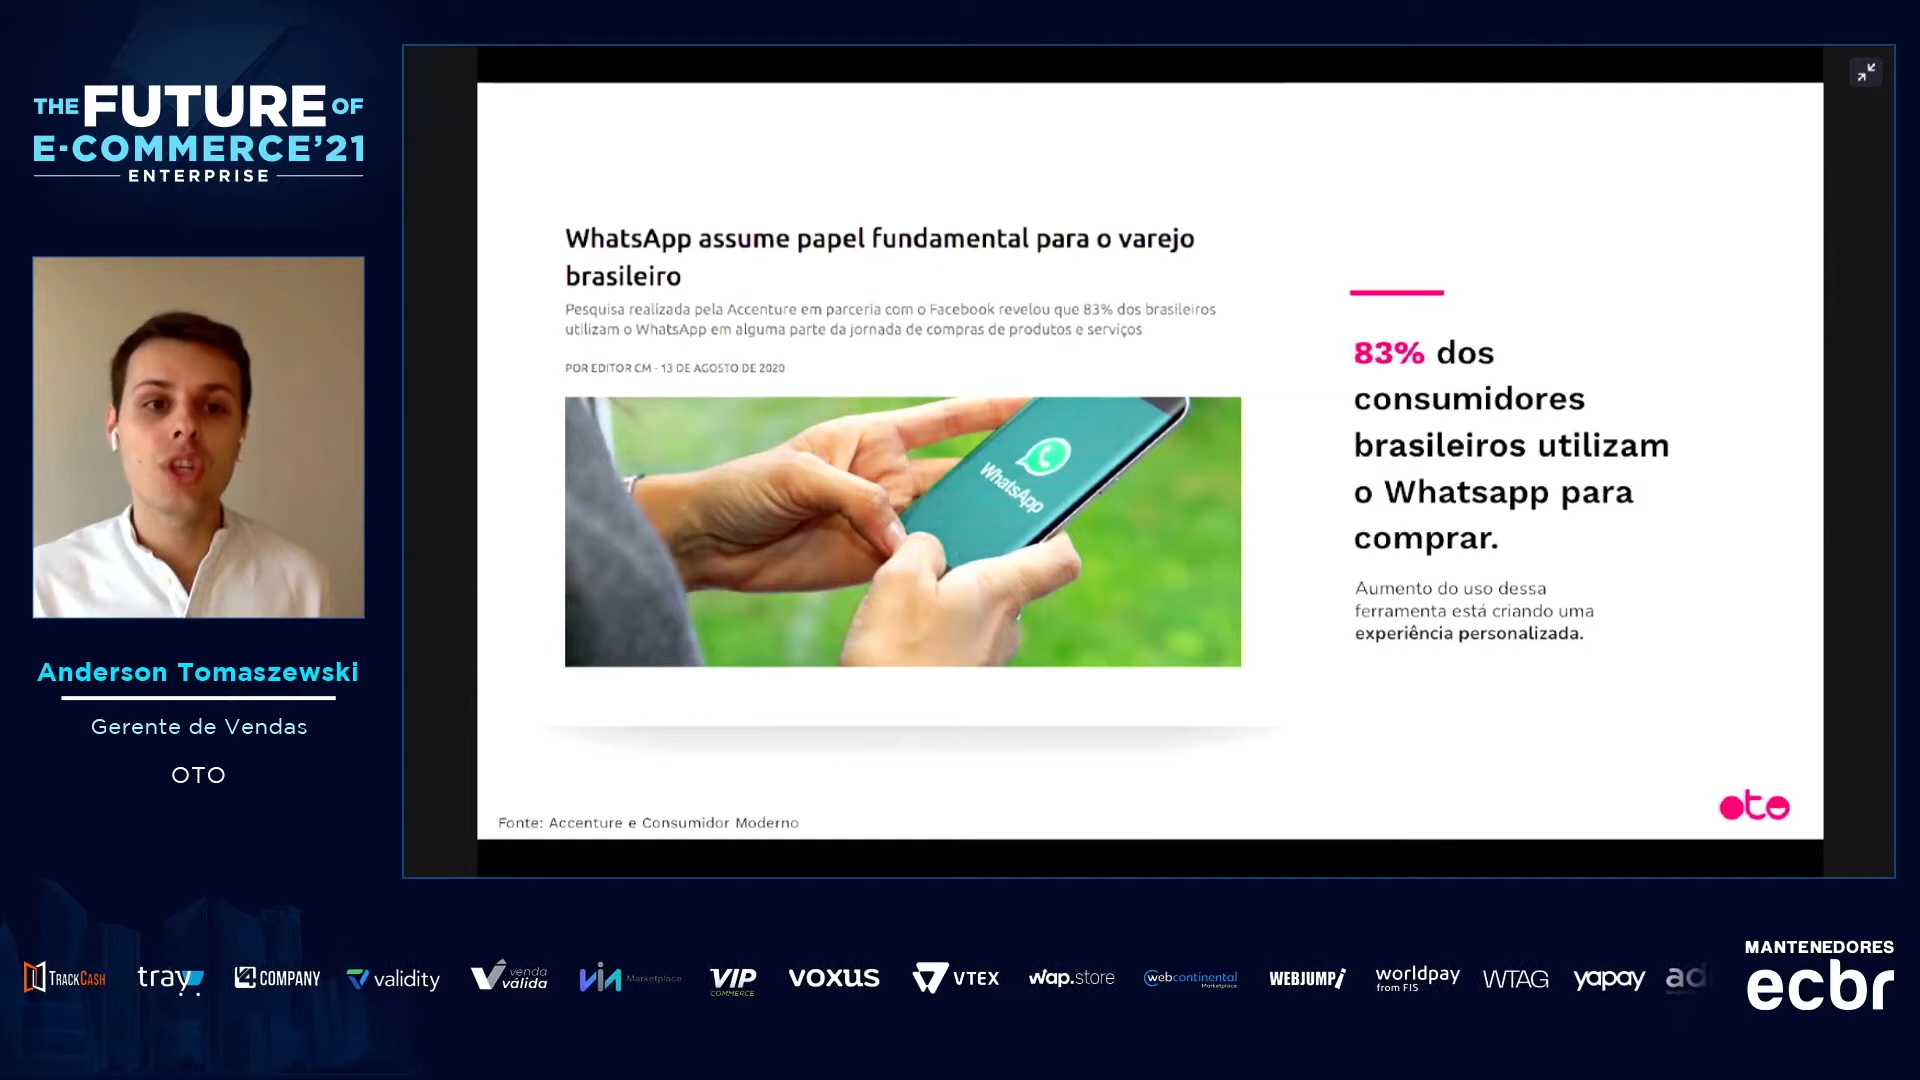 THE FUTURE OF
E-COMMERCE'21
ENTERPRISE
Anderson Tomaszewski
Gerente de Vendas
OTO
WhatsApp assume papel fundamental para o varejo
brasileiro
Pesquisa realizada pela Accenture em parceria com o Facebook revelou que 83% dos brasileiros
utilizam o WhatsApp em alguma parte da jornada de compras de produtos e serviços
POR EDITOR CM - 13 DE AGOSTO DE 2020
WhatsApp
83% dos
consumidores
brasileiros utilizam
o Whatsapp para
comprar.
Aumento do uso dessa
ferramenta está criando uma
experiência personalizada.
oto
Fonte: Accenture e Consumidor Moderno
TRACKCASH
tray
V4 COMPANY
validity
venda
válida
via Marketplace
VIP
COMMERCE
VOXUS
VTEX
wap.store
webcontinental
Marketplace
WEBJUMP!
worldpay
from FIS
WTAG
yapay
MANTENEDORES
ecbr